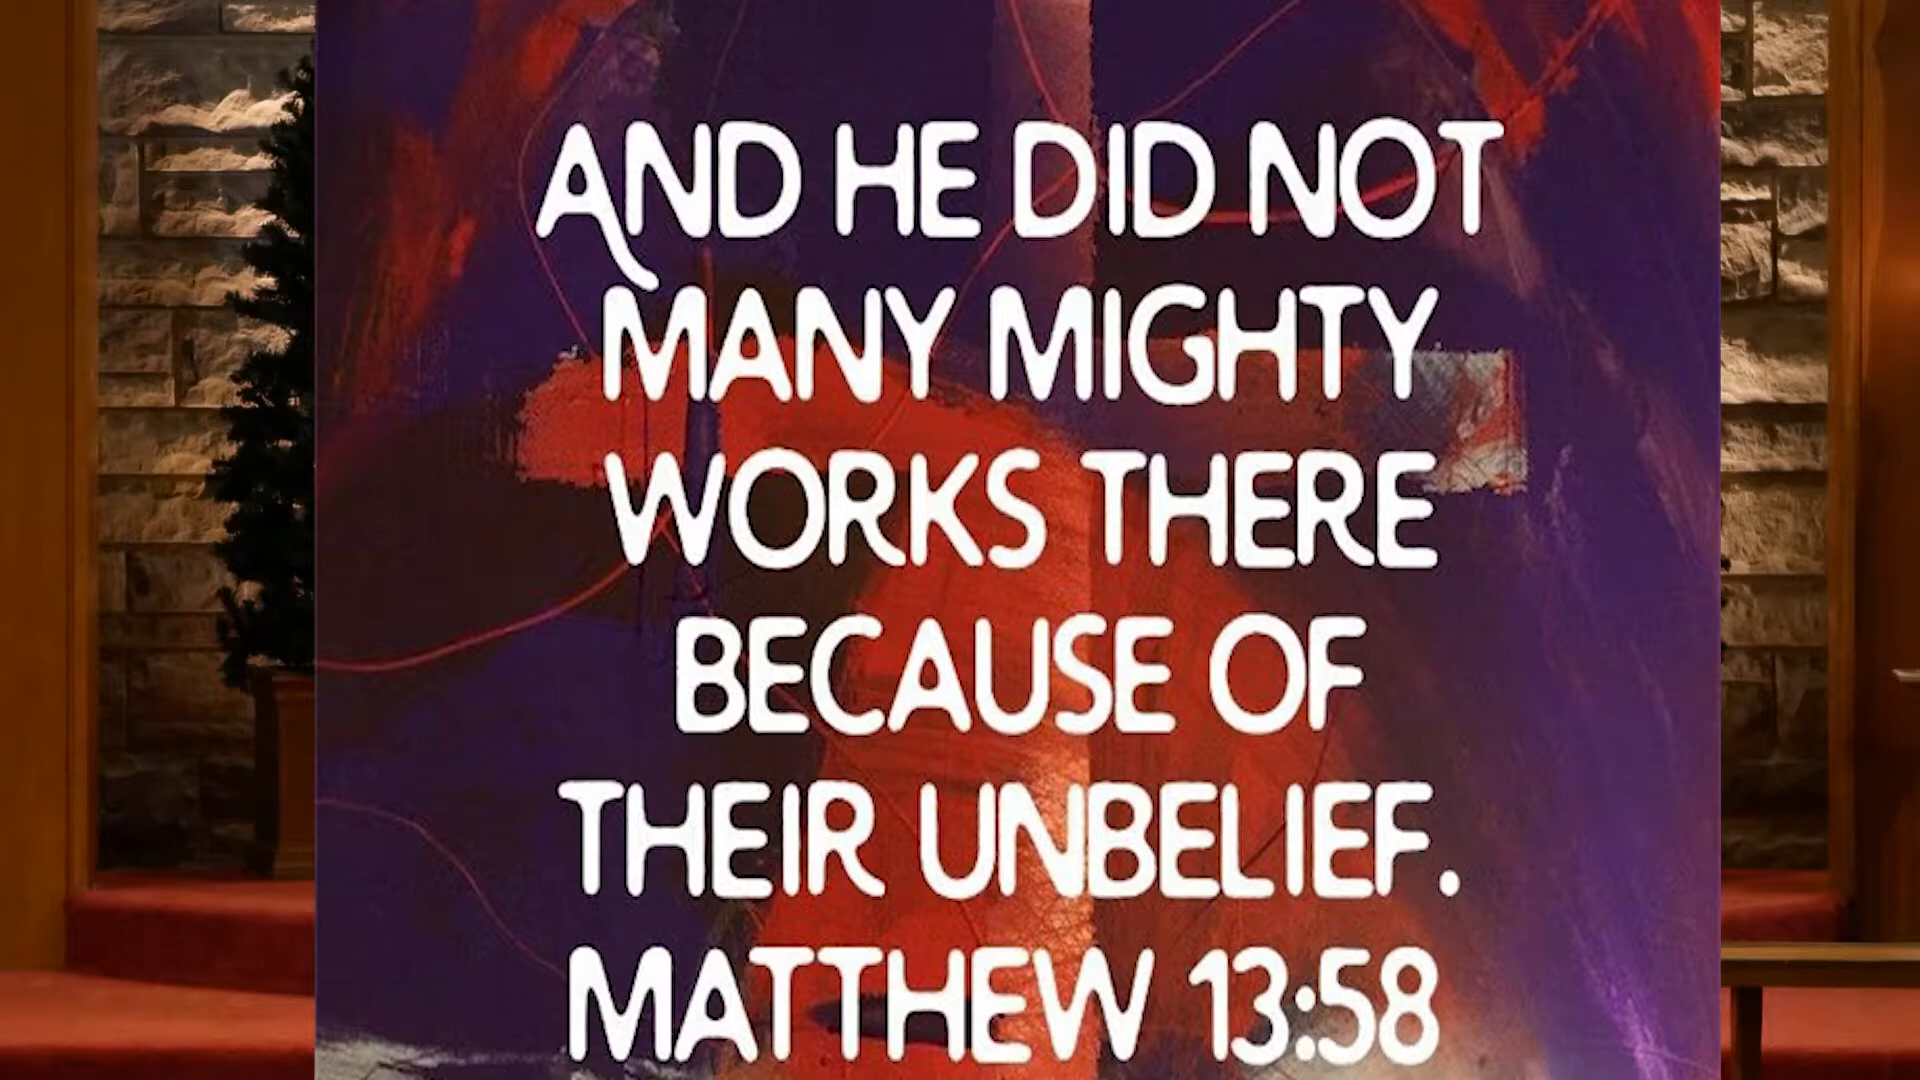 AND HE DID NOT
MANY MIGHTY
WORKS THERE
BECAUSE OF
THEIR UNBELIEF.
MATTHEW 13:58